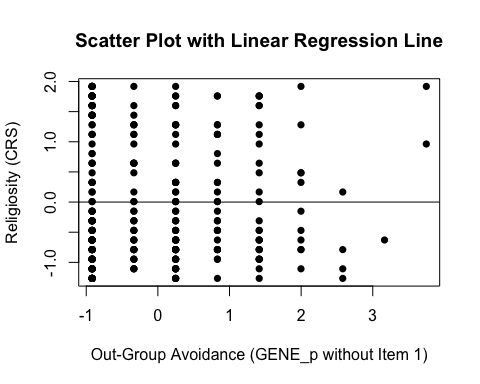 Scatter Plot with Linear Regression Line
2.0
1.0
0.0
-1.0
Religiosity (CRS)
-1 0 1 2 3
Out-Group Avoidance (GENE_p without Item 1)